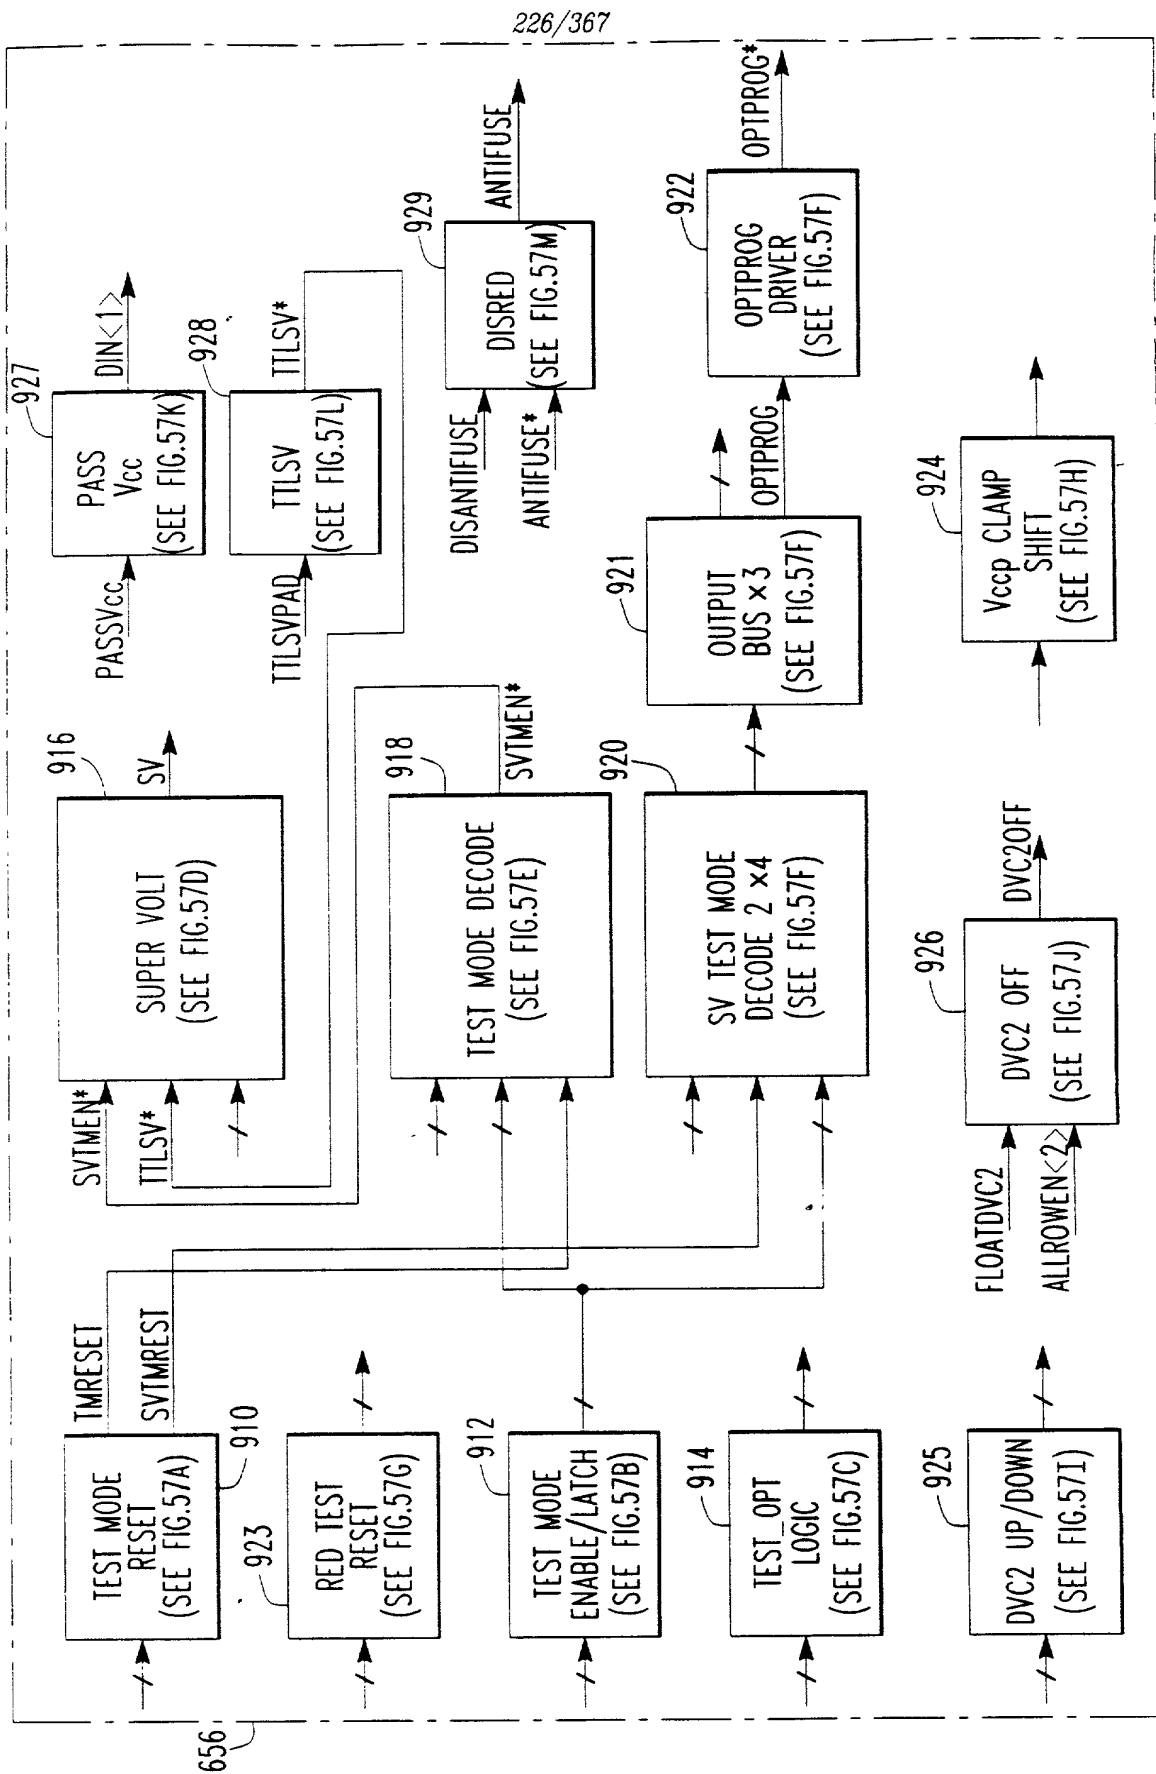 226/367
656
TEST MODE
RESET
(SEE FIG.57A)
910
TMRESET
SVTMREST
923
RED TEST
RESET
(SEE FIG.57G)
912
TEST MODE
ENABLE/LATCH
(SEE FIG.57B)
914
TEST_OPT
LOGIC
(SEE FIG.57C)
925
DVC2 UP/DOWN
(SEE FIG.57I)
SVTMEN*
TTLSV*
916
SUPER VOLT
(SEE FIG.57D)
SV
918
TEST MODE DECODE
(SEE FIG.57E)
SVTMEN*
920
SV TEST MODE
DECODE 2 ×4
(SEE FIG.57F)
FLOATDVC2
ALLROWEN<2>
926
DVC2 OFF
(SEE FIG.57J)
DVC2OFF
PASSVcc
927
PASS
Vcc
(SEE FIG.57K)
DIN<1>
TTLSVPAD
928
TTLSV
(SEE FIG.57L)
TTLSV*
DISANTIFUSE
ANTIFUSE*
929
DISRED
(SEE FIG.57M)
ANTIFUSE
921
OUTPUT
BUS ×3
(SEE FIG.57F)
OPTPROG
922
OPTPROG
DRIVER
(SEE FIG.57F)
OPTPROG*
924
Vccp CLAMP
SHIFT
(SEE FIG.57H)